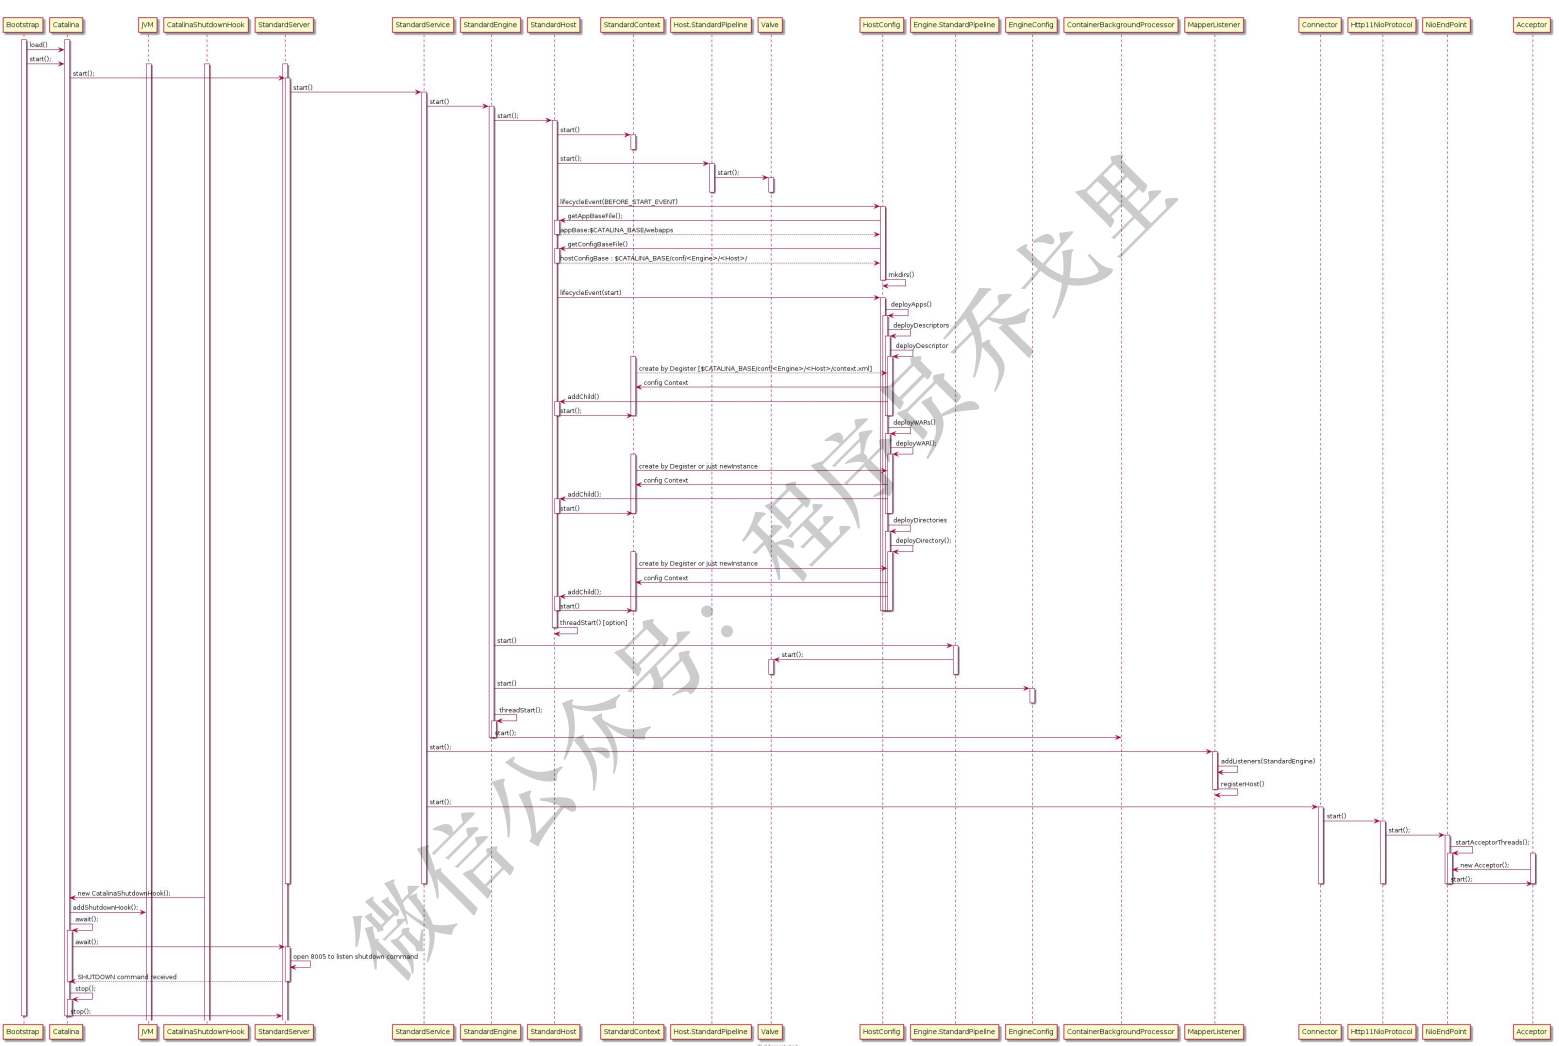 Bootstrap Catalina JVM CatalinaShutdownHook StandardServer StandardService StandardEngine StandardHost StandardContext Host.StandardPipeline Valve HostConfig Engine.StandardPipeline EngineConfig ContainerBackgroundProcessor MapperListener Connector Http11NioProtocol NioEndPoint Acceptor
load()
start();
start();
start()
start()
start();
start()
start();
start();
lifecycleEvent(BEFORE_START_EVENT)
getAppBaseFile();
appBase:$CATALINA_BASE/webapps
getConfigBaseFile()
hostConfigBase : $CATALINA_BASE/conf/<Engine>/<Host>/
mkdirs()
lifecycleEvent(start)
deployApps()
deployDescriptors
deployDescriptor
create by Degister [$CATALINA_BASE/conf/<Engine>/<Host>/context.xml]
config Context
addChild()
start();
deployWARs()
deployWAR();
create by Degister or just newInstance
config Context
addChild();
start()
deployDirectories
deployDirectory();
create by Degister or just newInstance
config Context
addChild();
start()
threadStart() [option]
start()
start();
start()
threadStart();
start();
start();
addListeners(StandardEngine)
registerHost()
start();
start()
start();
startAcceptorThreads();
new Acceptor();
start();
new CatalinaShutdownHook();
addShutdownHook();
await();
await();
open 8005 to listen shutdown command
SHUTDOWN command received
stop();
stop();
Bootstrap Catalina JVM CatalinaShutdownHook StandardServer StandardService StandardEngine StandardHost StandardContext Host.StandardPipeline Valve HostConfig Engine.StandardPipeline EngineConfig ContainerBackgroundProcessor MapperListener Connector Http11NioProtocol NioEndPoint Acceptor
微信公众号：程序员乔戈里